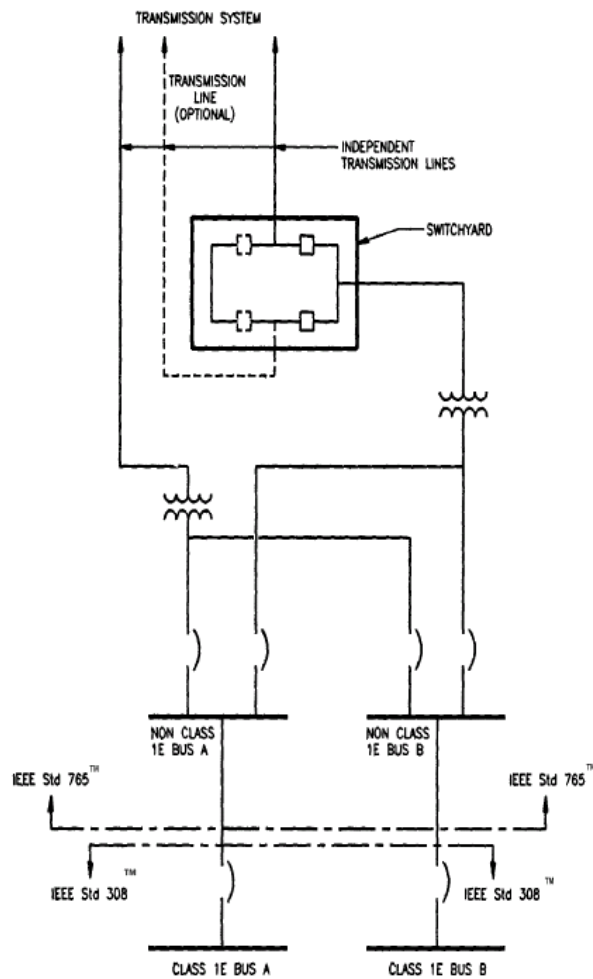 TRANSMISSION SYSTEM
TRANSMISSION
LINE
(OPTIONAL)
INDEPENDENT
TRANSMISSION LINES
SWITCHYARD
NON CLASS
1E BUS A
NON CLASS
1E BUS B
IEEE Std 765™
IEEE Std 765™
IEEE Std 308™
IEEE Std 308™
CLASS 1E BUS A
CLASS 1E BUS B